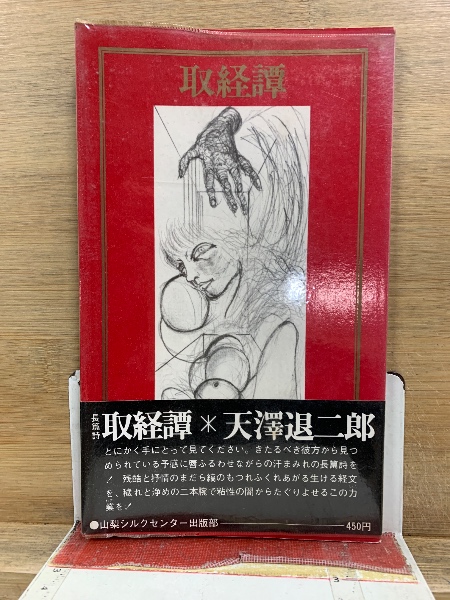 取経譚
長篇詩
取経譚＊天澤退二郎
とにかく手にとって見てください。きたるべき彼方から見つ
められている予感に唇ふるわせながらの汗まみれの長篇詩を
！ 残酷と抒情のまだら縄のもつれふくれあがる生ける経文
を、穢れと浄めの二本腕で粘性の闇からたぐりよせるこの力
業を！
●山梨シルクセンター出版部 ── 450円